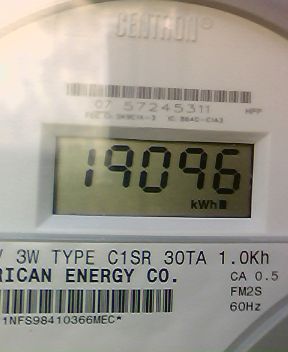 CENTRON
07 57245311
19096
kWh
V 3W TYPE C1SR 30TA 1.0Kh
RICAN ENERGY CO. CA 0.5
FM2S
60Hz
1NFS98410366MEC*